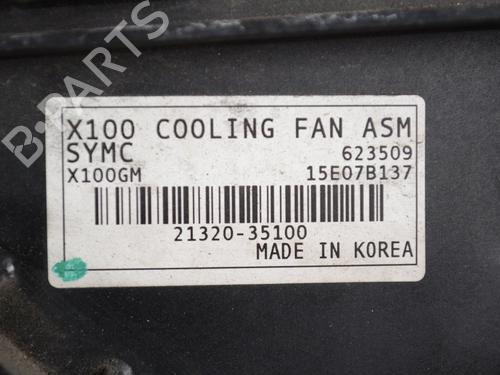 X100 COOLING FAN ASM
SYMC 623509
X100GM 15E07B137
21320-35100
MADE IN KOREA
B-PARTS